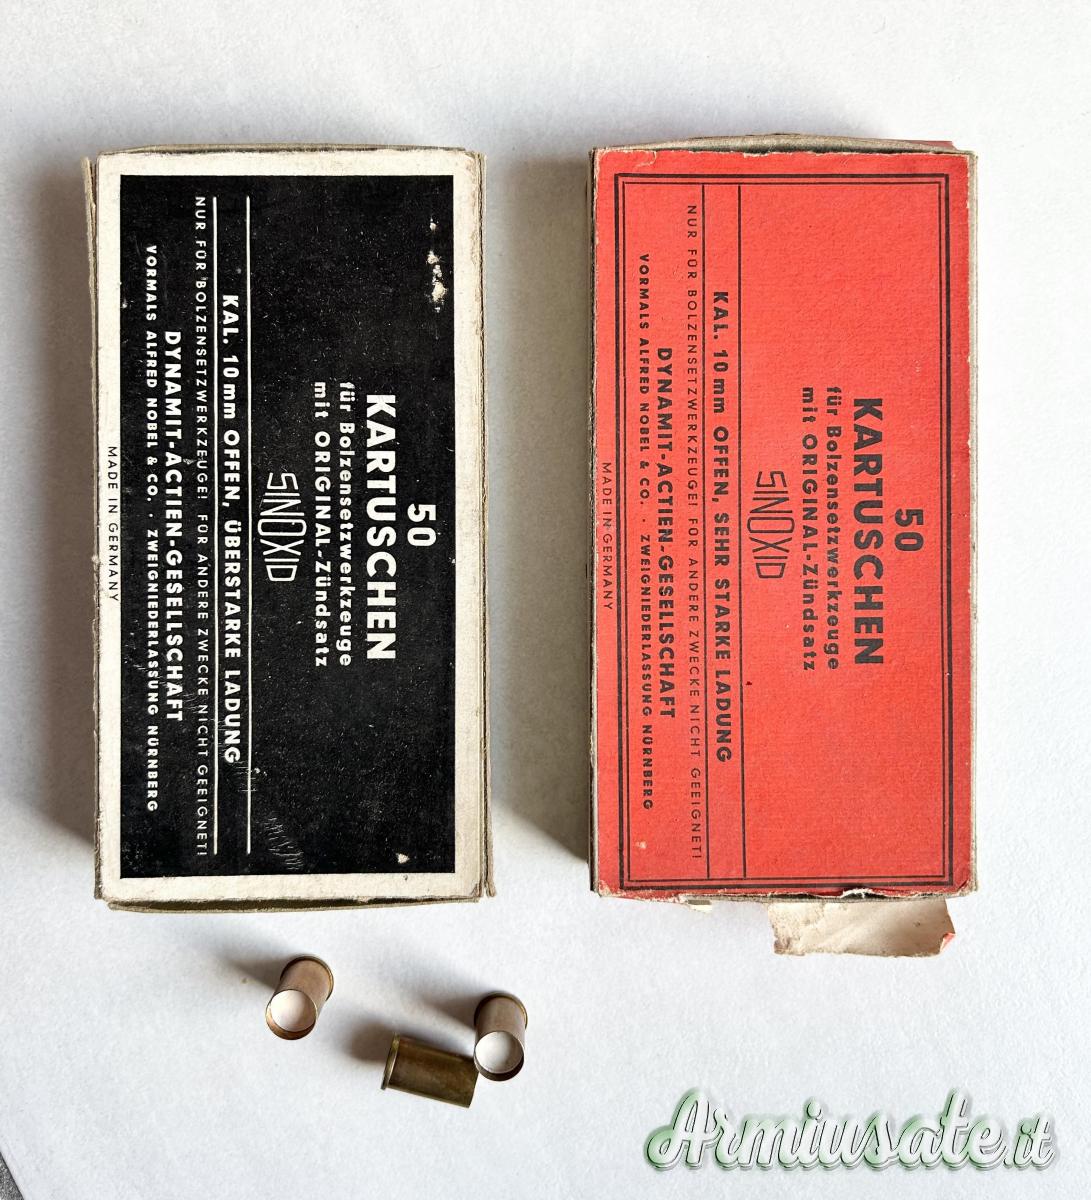 50
KARTUSCHEN
für Bolzensetzwerkzeuge
mit ORIGINAL-Zündsatz
SINOXID
KAL. 10 mm OFFEN, ÜBERSTARKE LADUNG
NUR FÜR BOLZENSETZWERKZEUGE! FÜR ANDERE ZWECKE NICHT GEEIGNET!
DYNAMIT-ACTIEN-GESELLSCHAFT
VORMALS ALFRED NOBEL & CO. · ZWEIGNIEDERLASSUNG NÜRNBERG
MADE IN GERMANY
50
KARTUSCHEN
für Bolzensetzwerkzeuge
mit ORIGINAL-Zündsatz
SINOXID
KAL. 10 mm OFFEN, SEHR STARKE LADUNG
NUR FÜR BOLZENSETZWERKZEUGE! FÜR ANDERE ZWECKE NICHT GEEIGNET!
DYNAMIT-ACTIEN-GESELLSCHAFT
VORMALS ALFRED NOBEL & CO. · ZWEIGNIEDERLASSUNG NÜRNBERG
MADE IN GERMANY
Armiusate.it